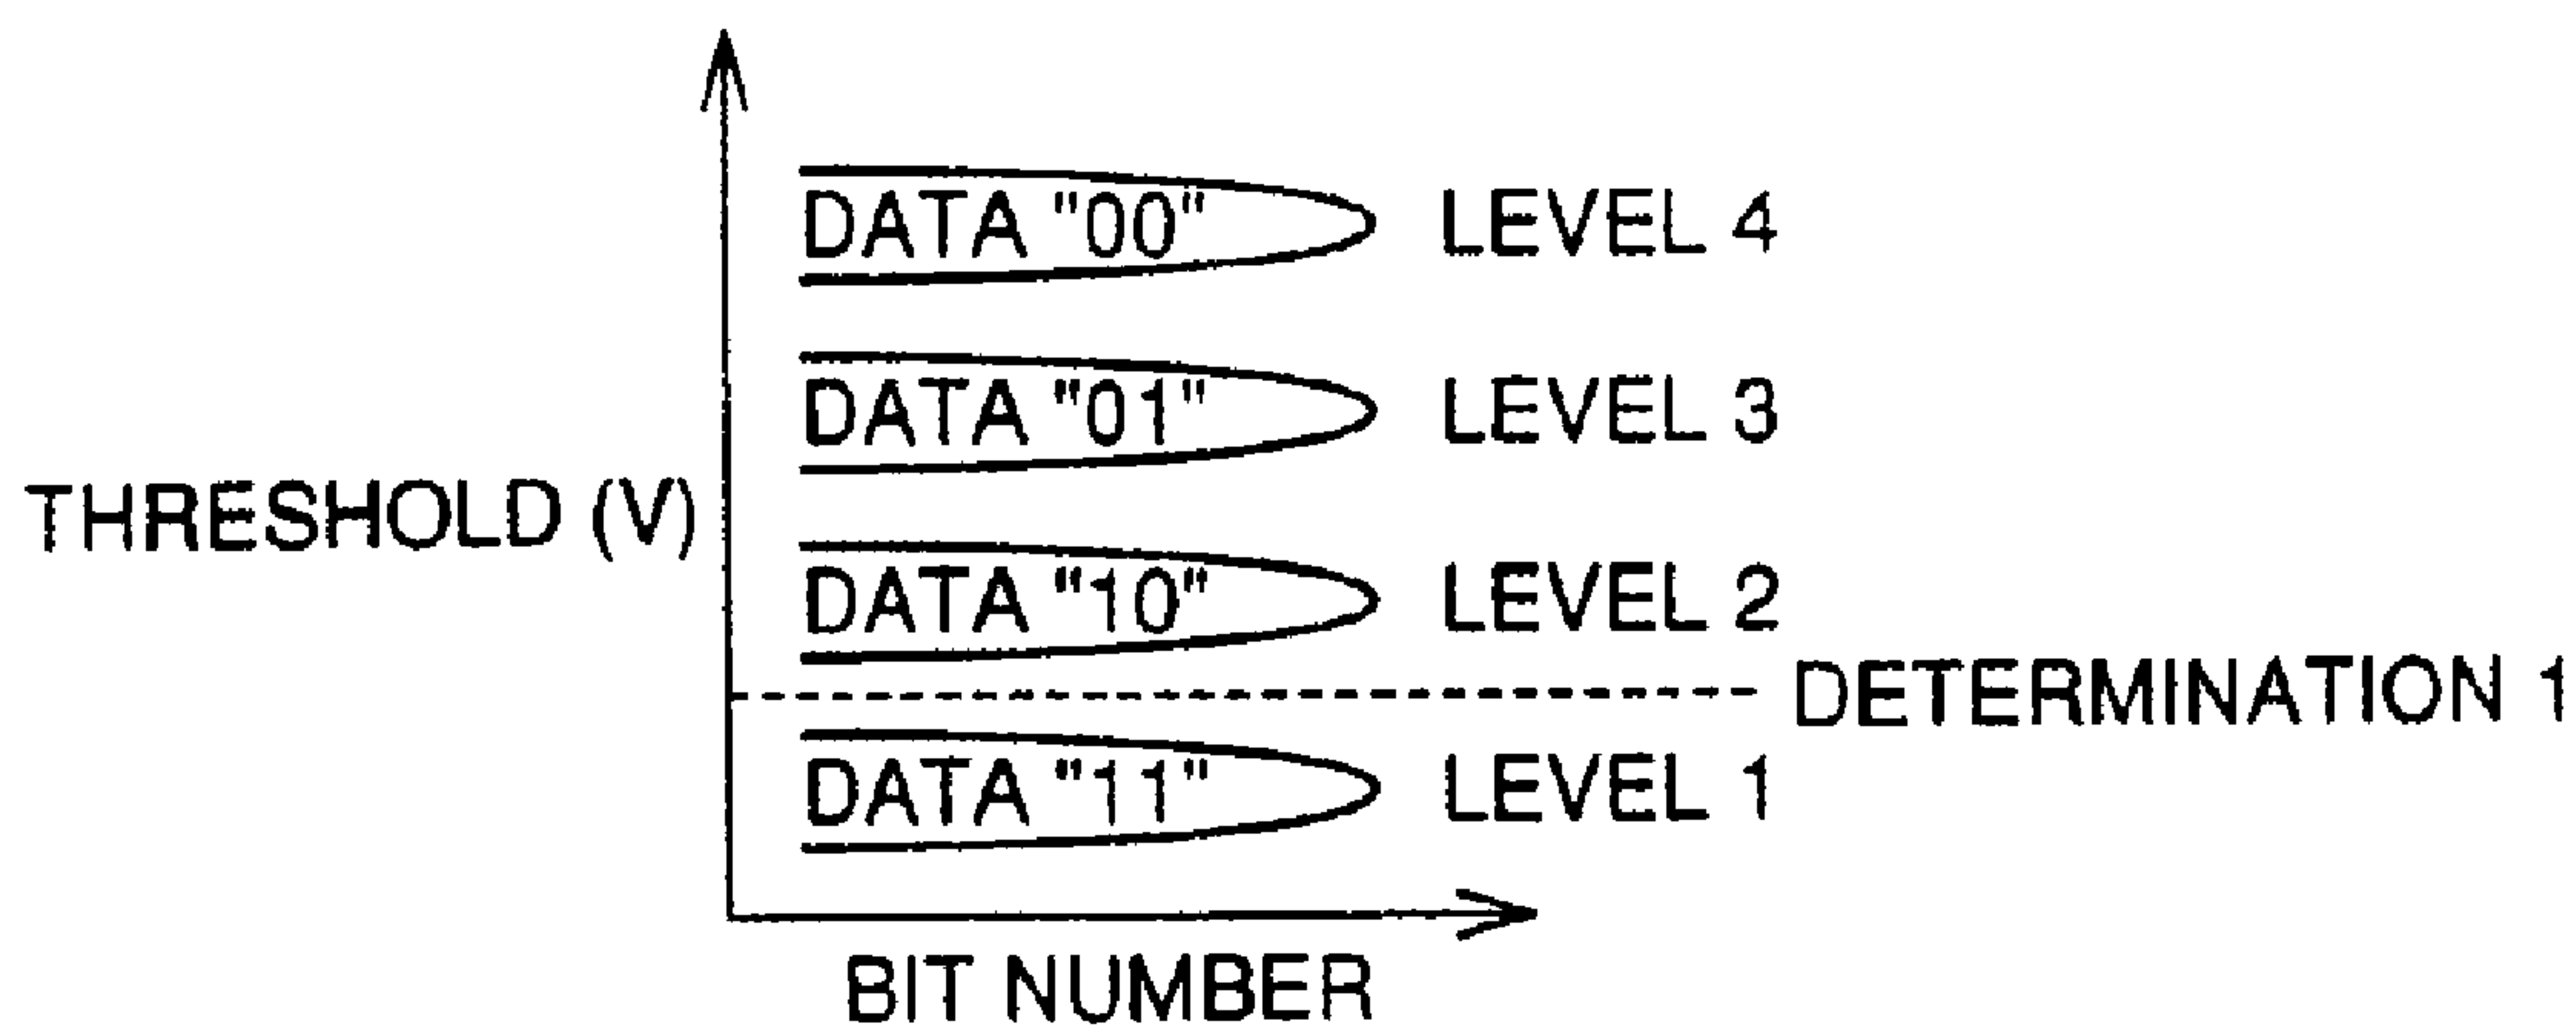 DATA "00" LEVEL 4
DATA "01" LEVEL 3
THRESHOLD (V)
DATA "10" LEVEL 2
DETERMINATION 1
DATA "11" LEVEL 1
BIT NUMBER